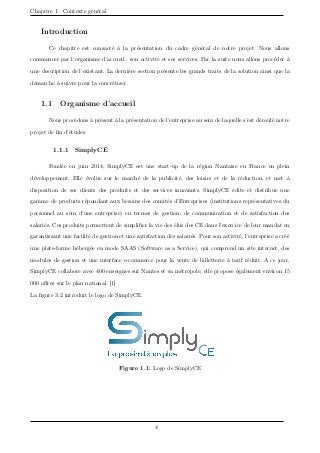 Chapitre 1. Contexte général
Introduction
Ce chapitre est consacré à la présentation du cadre général de notre projet. Nous allons
commencer par l'organisme d'accueil : son activité et ses services. Par la suite nous allons procéder à
une description de l'existant. La dernière section présente les grands traits de la solution ainsi que la
démarche à suivre pour la concrétiser.
1.1 Organisme d'accueil
Nous procédons à présent à la présentation de l'entreprise au sein de laquelle s'est déroulé notre
projet de fin d'études.
1.1.1 SimplyCE
Fondée en juin 2014, SimplyCE est une start-up de la région Nantaise en France en plein
développement. Elle évolue sur le marché de la publicité, des loisirs et de la réduction, et met à
disposition de ses clients des produits et des services innovants. SimplyCE édite et distribue une
gamme de produits répondant aux besoins des comités d'Entreprises (institutions représentatives du
personnel au sein d'une entreprise) en termes de gestion, de communication et de satisfaction des
salariés. Ces produits permettent de simplifier la vie des élus des CE dans l'exercice de leur mandat en
garantissant une facilité de gestion et une satisfaction des salariés. Pour son activité, l'entreprise a créé
une plate-forme hébergée en mode SAAS (Software as a Service), qui comprend un site internet, des
modules de gestion et une interface e-commerce pour la vente de billetterie à tarif réduit. A ce jour,
SimplyCE collabore avec 400 enseignes sur Nantes et sa métropole, elle propose également environ 15
000 offres sur le plan national. [1]
La figure 3.2 introduit le logo de SimplyCE.
Simply CE
La proximité en plus
Figure 1.1: Logo de SimplyCE
4